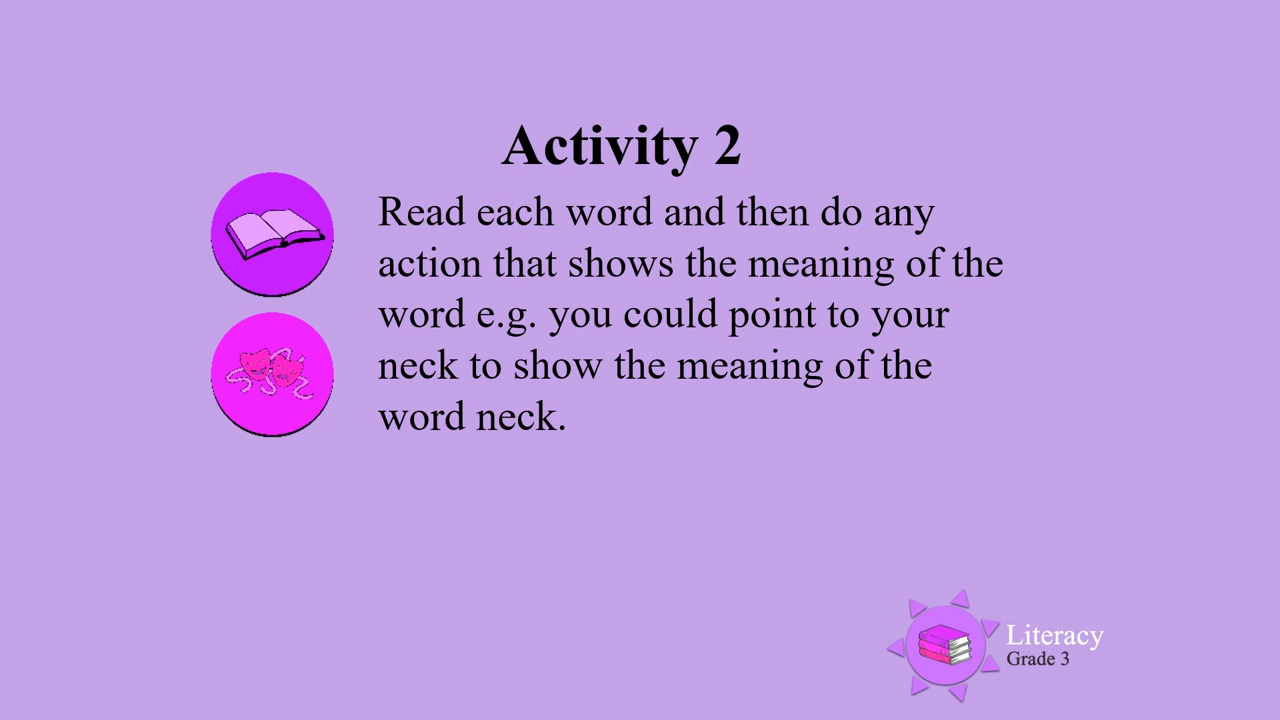 Activity 2
Read each word and then do any
action that shows the meaning of the
word e.g. you could point to your
neck to show the meaning of the
word neck.
Literacy
Grade 3